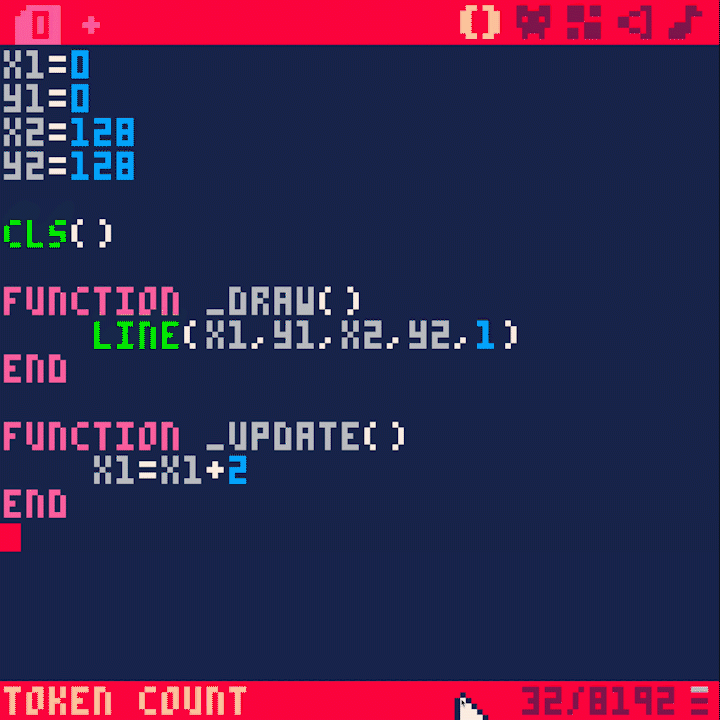 0 +
X1=0
Y1=0
X2=128
Y2=128
CLS()
FUNCTION _DRAW()
LINE(X1,Y1,X2,Y2,1)
END
FUNCTION _UPDATE()
X1=X1+2
END
TOKEN COUNT 32/8192